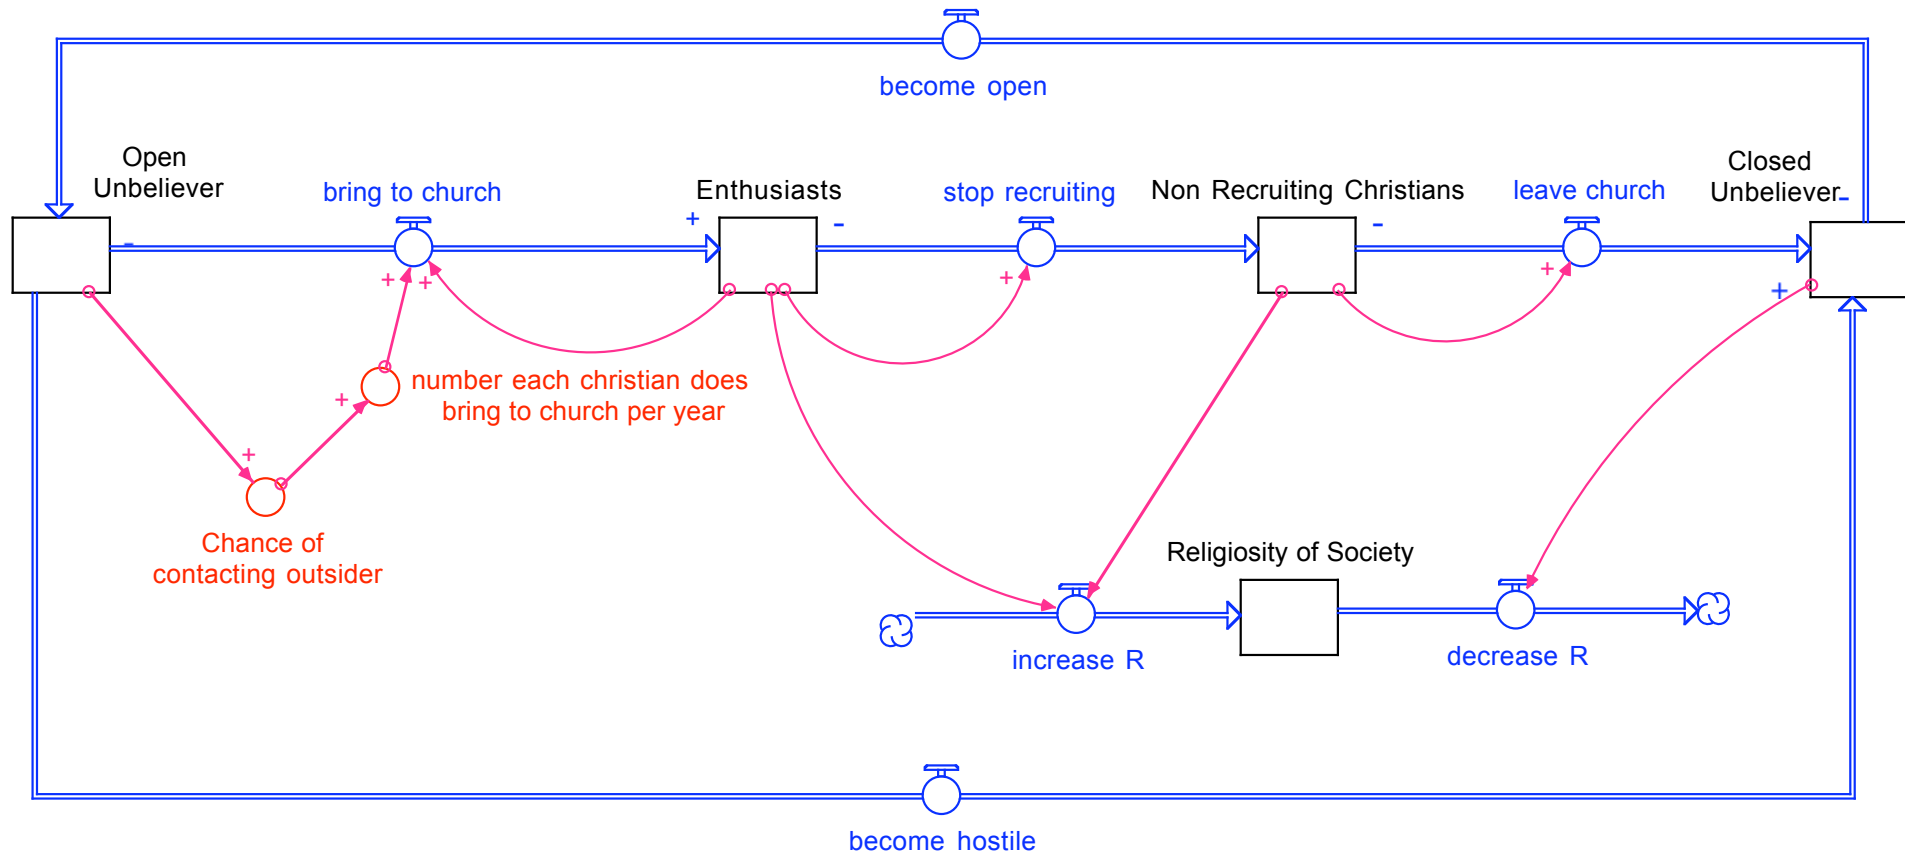 become open
Open
Unbeliever
bring to church
Enthusiasts
stop recruiting
Non Recruiting Christians
leave church
Closed
Unbeliever
-
+
-
-
-
+
+
+
+
+
+
number each christian does
bring to church per year
+
+
Chance of
contacting outsider
Religiosity of Society
increase R
decrease R
become hostile